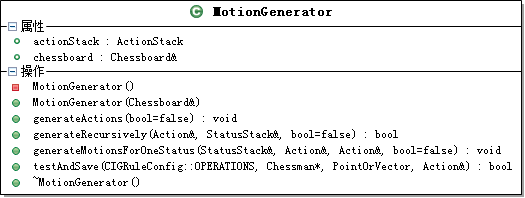 C MotionGenerator
属性
actionStack : ActionStack
chessboard : Chessboard&
操作
MotionGenerator()
MotionGenerator(Chessboard&)
generateActions(bool=false) : void
generateRecursively(Action&, StatusStack&, bool=false) : bool
generateMotionsForOneStatus(StatusStack&, Action&, Action&, bool=false) : void
testAndSave(CIGRuleConfig::OPERATIONS, Chessman*, PointOrVector, Action&) : bool
~MotionGenerator()